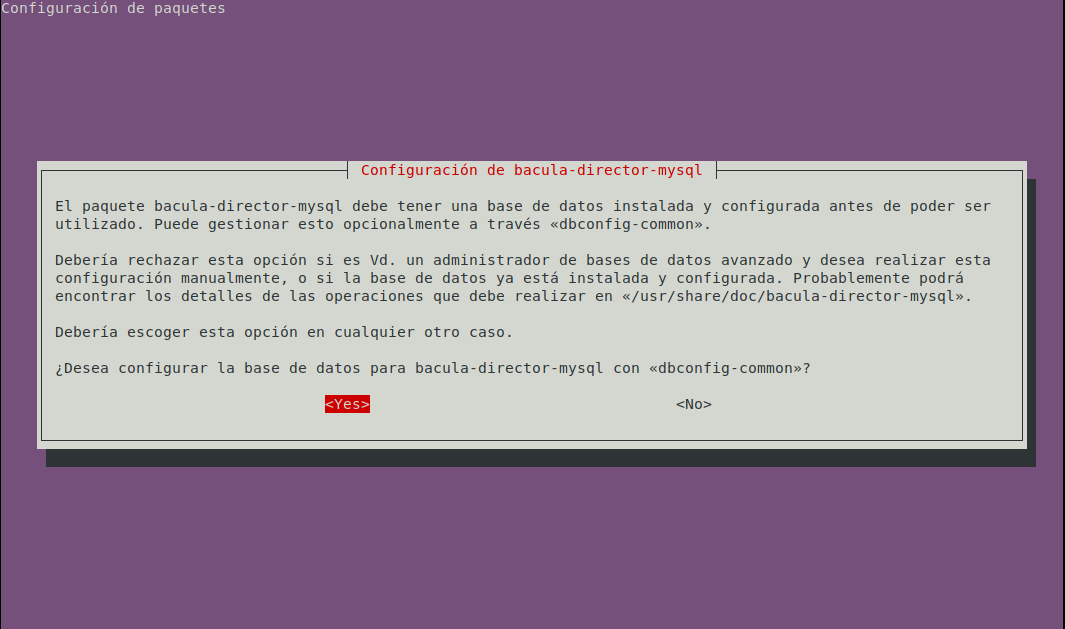 Configuración de paquetes
Configuración de bacula-director-mysql
El paquete bacula-director-mysql debe tener una base de datos instalada y configurada antes de poder ser
utilizado. Puede gestionar esto opcionalmente a través «dbconfig-common».
Debería rechazar esta opción si es Vd. un administrador de bases de datos avanzado y desea realizar esta
configuración manualmente, o si la base de datos ya está instalada y configurada. Probablemente podrá
encontrar los detalles de las operaciones que debe realizar en «/usr/share/doc/bacula-director-mysql».
Debería escoger esta opción en cualquier otro caso.
¿Desea configurar la base de datos para bacula-director-mysql con «dbconfig-common»?
<Yes> <No>